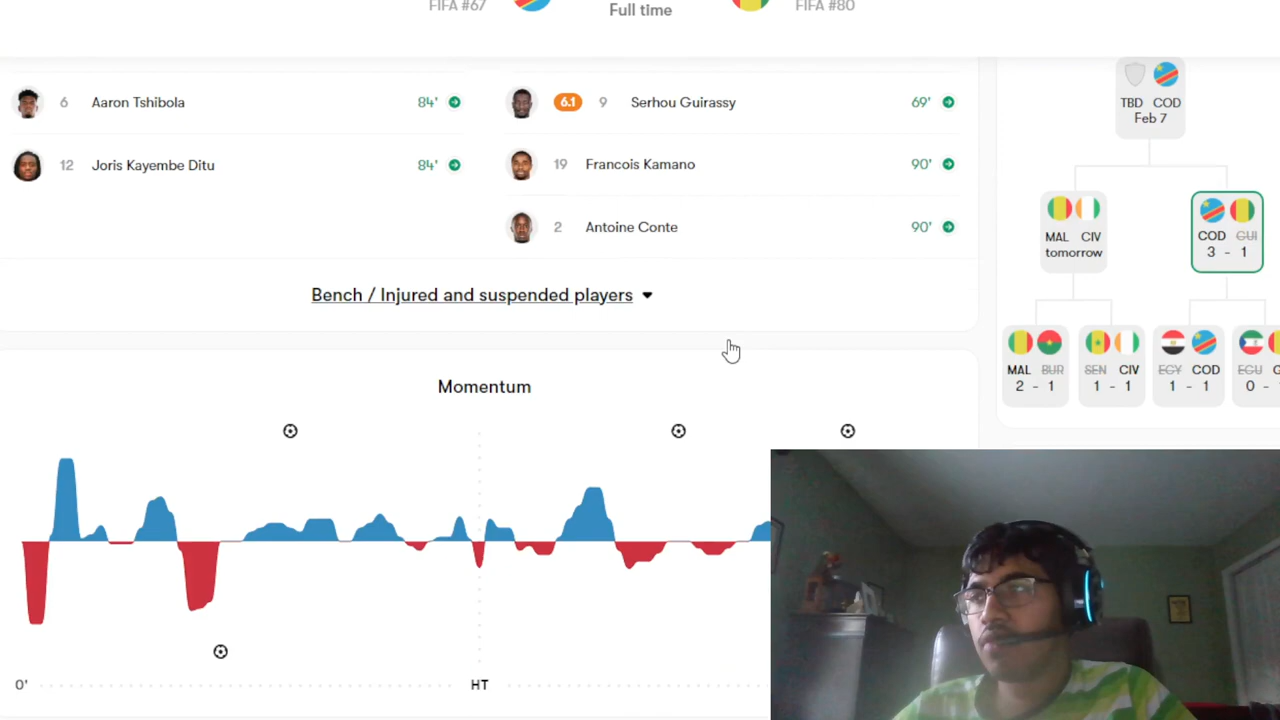 FIFA #67 Full time FIFA #80
6 Aaron Tshibola 84'
6.1 9 Serhou Guirassy 69'
12 Joris Kayembe Ditu 84'
19 Francois Kamano 90'
2 Antoine Conte 90'
Bench / Injured and suspended players
Momentum
0' HT
TBD COD
Feb 7
MAL CIV
tomorrow
COD GUI
3 - 1
MAL BUR
2 - 1
SEN CIV
1 - 1
EGY COD
1 - 1
EQU G
0 -